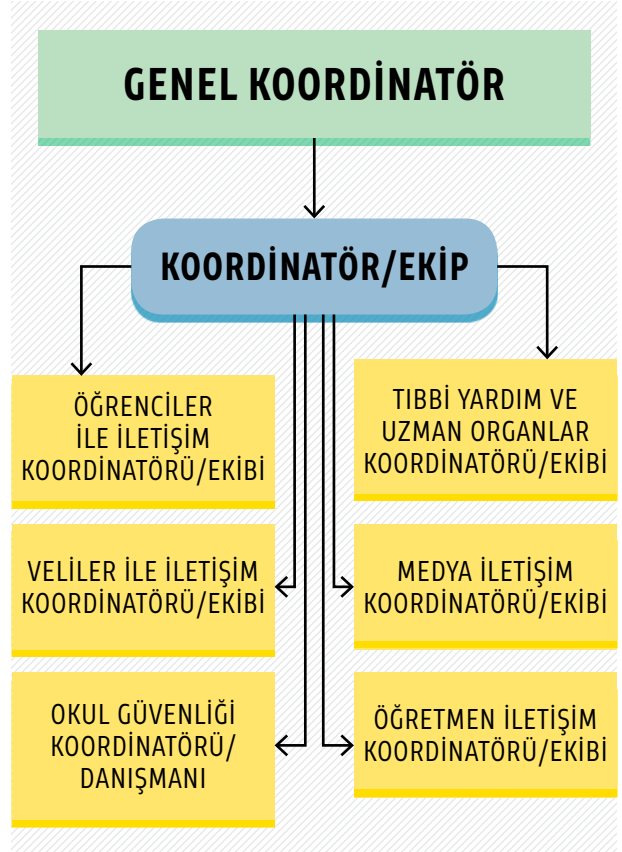 GENEL KOORDİNATÖR
KOORDİNATÖR/EKİP
ÖĞRENCİLER
İLE İLETİŞİM
KOORDİNATÖRÜ/EKİBİ
TIBBİ YARDIM VE
UZMAN ORGANLAR
KOORDİNATÖRÜ/EKİBİ
VELİLER İLE İLETİŞİM
KOORDİNATÖRÜ/EKİBİ
MEDYA İLETİŞİM
KOORDİNATÖRÜ/EKİBİ
OKUL GÜVENLİĞİ
KOORDİNATÖRÜ/
DANIŞMANI
ÖĞRETMEN İLETİŞİM
KOORDİNATÖRÜ/EKİBİ